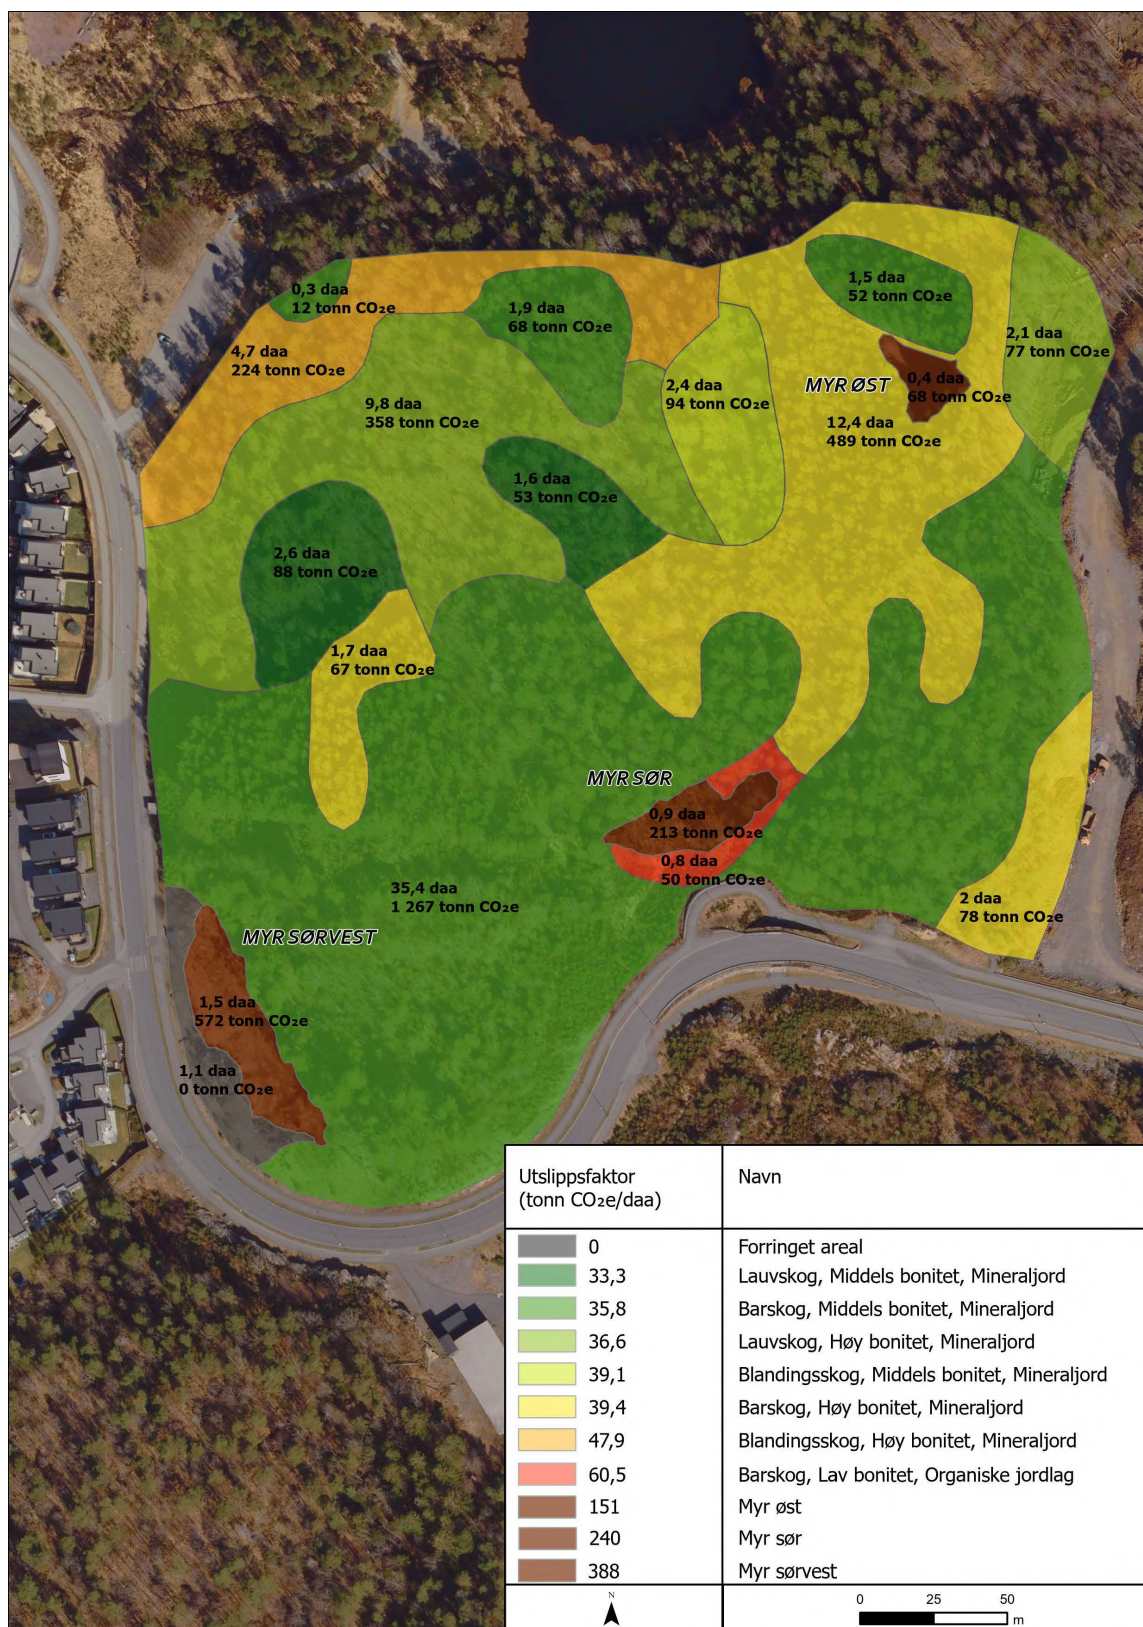 0,3 daa
12 tonn CO₂e
1,9 daa
68 tonn CO₂e
1,5 daa
52 tonn CO₂e
4,7 daa
224 tonn CO₂e
2,1 daa
77 tonn CO₂e
2,4 daa
94 tonn CO₂e
MYR ØST
0,4 daa
68 tonn CO₂e
9,8 daa
358 tonn CO₂e
12,4 daa
489 tonn CO₂e
1,6 daa
53 tonn CO₂e
2,6 daa
88 tonn CO₂e
1,7 daa
67 tonn CO₂e
MYR SØR
0,9 daa
213 tonn CO₂e
0,8 daa
50 tonn CO₂e
35,4 daa
1 267 tonn CO₂e
2 daa
78 tonn CO₂e
MYR SØRVEST
1,5 daa
572 tonn CO₂e
1,1 daa
0 tonn CO₂e
Utslippsfaktor
(tonn CO₂e/daa)
Navn
0 Forringet areal
33,3 Lauvskog, Middels bonitet, Mineraljord
35,8 Barskog, Middels bonitet, Mineraljord
36,6 Lauvskog, Høy bonitet, Mineraljord
39,1 Blandingsskog, Middels bonitet, Mineraljord
39,4 Barskog, Høy bonitet, Mineraljord
47,9 Blandingsskog, Høy bonitet, Mineraljord
60,5 Barskog, Lav bonitet, Organiske jordlag
151 Myr øst
240 Myr sør
388 Myr sørvest
N
0 25 50
m